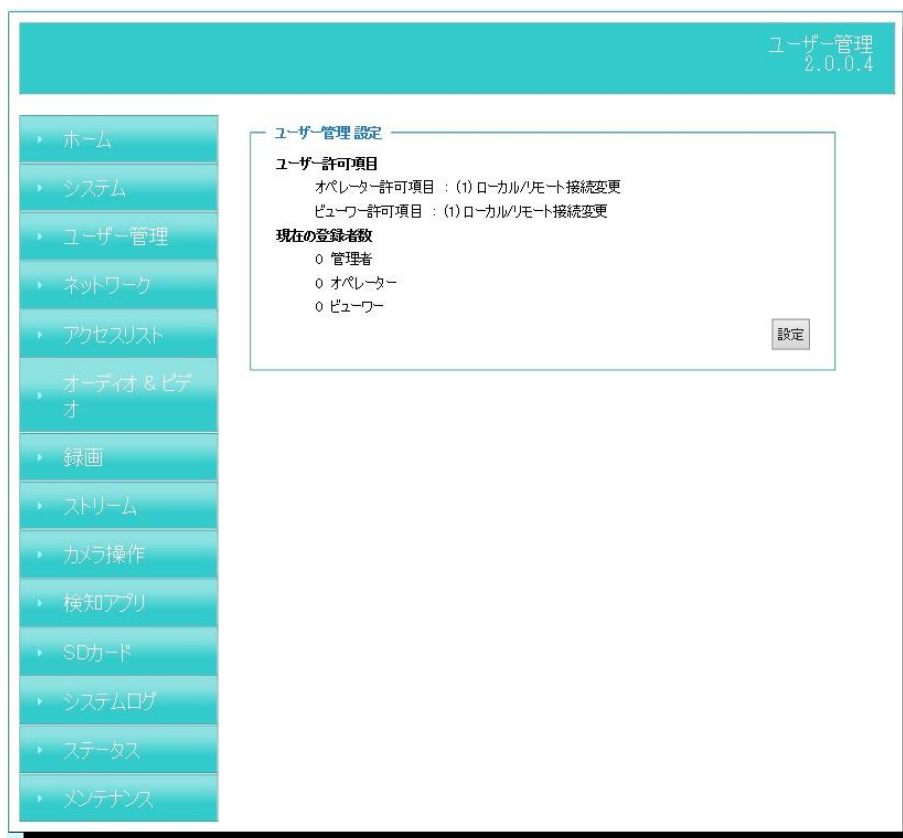 ユーザー管理
2.0.0.4
ホーム
システム
ユーザー管理
ネットワーク
アクセスリスト
オーディオ & ビデ
オ
録画
ストリーム
カメラ操作
検知アプリ
SDカード
システムログ
ステータス
メンテナンス
ユーザー管理 設定
ユーザー許可項目
オペレーター許可項目 : (1) ローカル/リモート接続変更
ビューワー許可項目 : (1) ローカル/リモート接続変更
現在の登録者数
0 管理者
0 オペレーター
0 ビューワー
設定